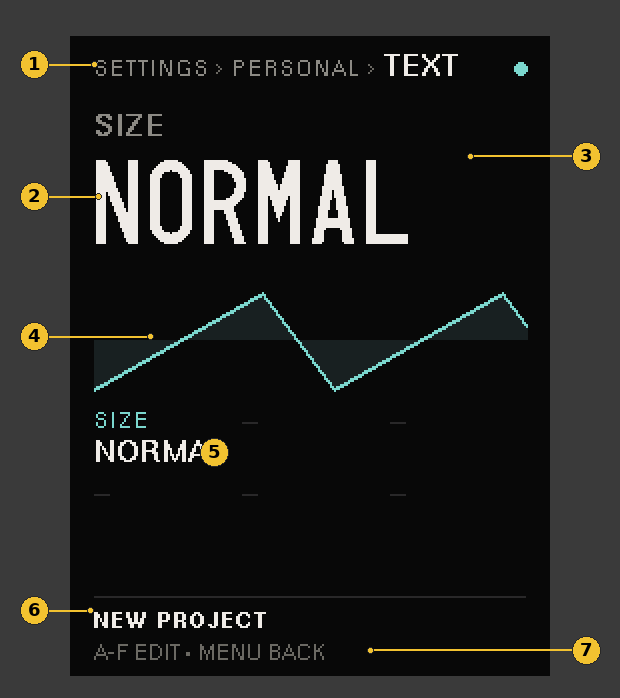 1 SETTINGS › PERSONAL › TEXT
SIZE
3
2 NORMAL
4
SIZE
NORMA 5
6
NEW PROJECT
A-F EDIT · MENU BACK 7